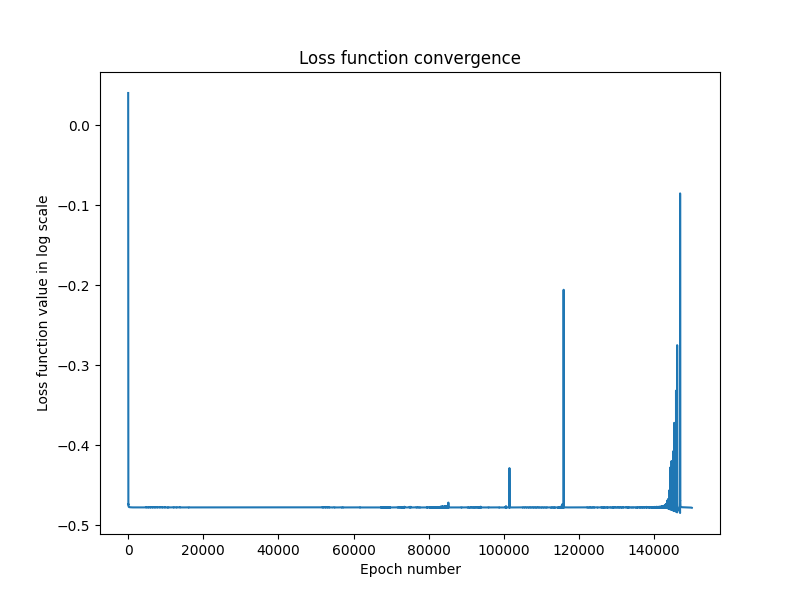 Loss function convergence
Loss function value in log scale
0.0
−0.1
−0.2
−0.3
−0.4
−0.5
0 20000 40000 60000 80000 100000 120000 140000
Epoch number